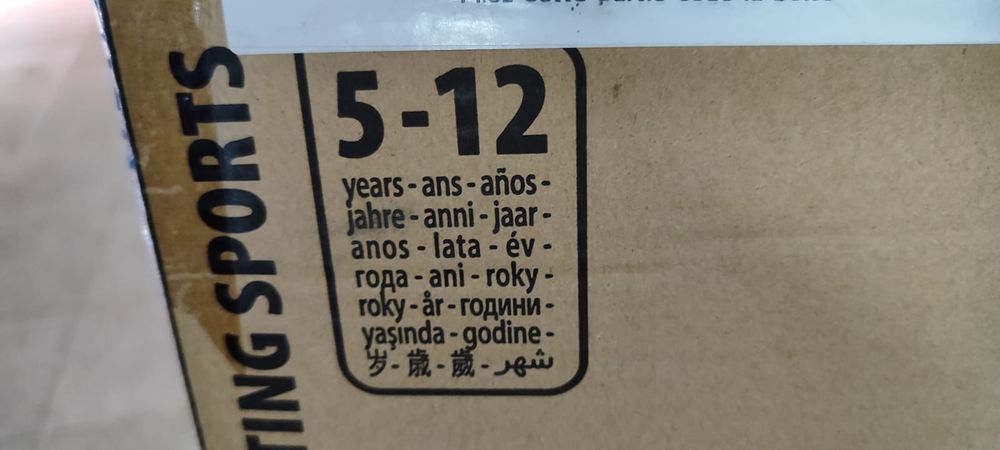 5-12
years - ans - años -
jahre - anni - jaar -
anos - lata - év -
года - ani - roky -
roky - år - години -
yaşında - godine -
岁 - 歳 - 歲 - شهر
TING SPORTS